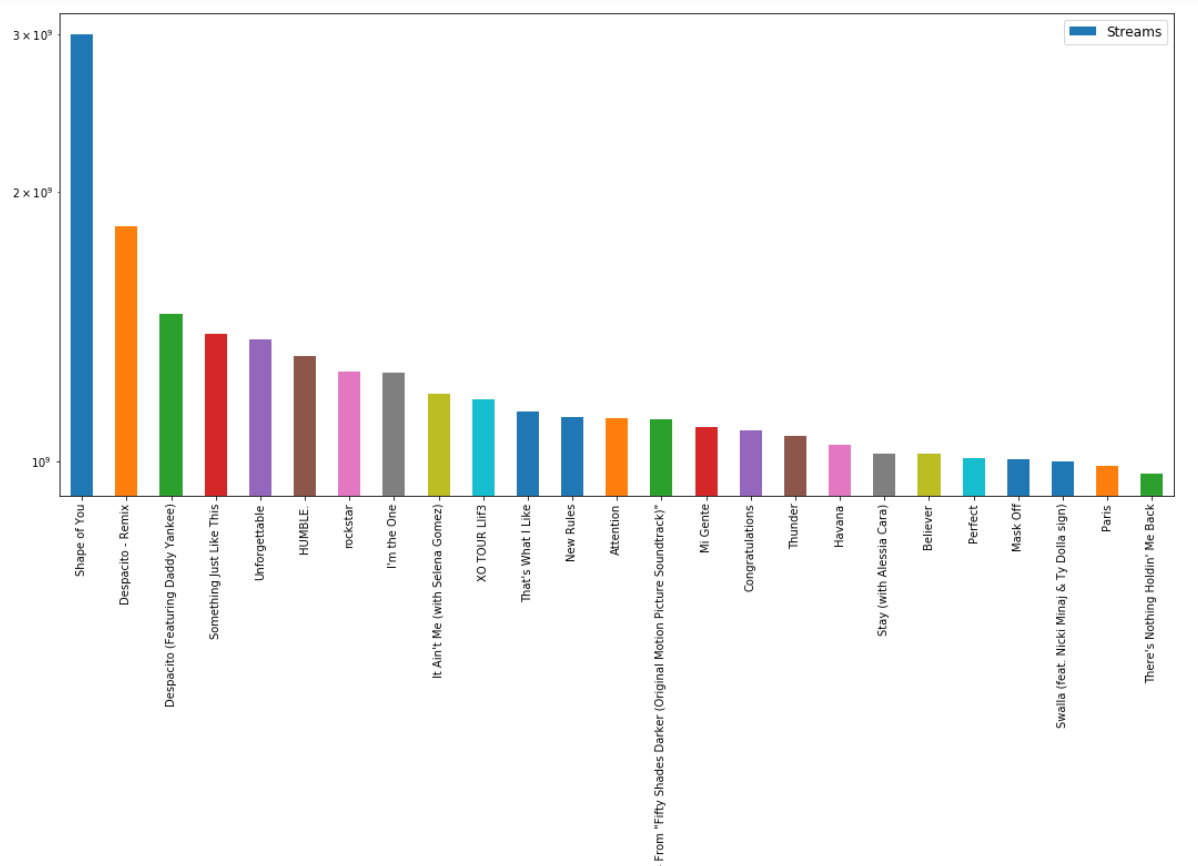 Streams
3 × 10⁹
2 × 10⁹
10⁹
Shape of You
Despacito - Remix
Despacito (Featuring Daddy Yankee)
Something Just Like This
Unforgettable
HUMBLE.
rockstar
I'm the One
It Ain't Me (with Selena Gomez)
XO TOUR Llif3
That's What I Like
New Rules
Attention
From "Fifty Shades Darker (Original Motion Picture Soundtrack)"
Mi Gente
Congratulations
Thunder
Havana
Stay (with Alessia Cara)
Believer
Perfect
Mask Off
Swalla (feat. Nicki Minaj & Ty Dolla sign)
Paris
There's Nothing Holdin' Me Back